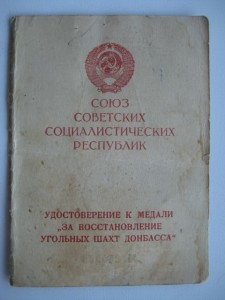 СОЮЗ
СОВЕТСКИХ
СОЦИАЛИСТИЧЕСКИХ
РЕСПУБЛИК
УДОСТОВЕРЕНИЕ К МЕДАЛИ
„ЗА ВОССТАНОВЛЕНИЕ
УГОЛЬНЫХ ШАХТ ДОНБАССА"